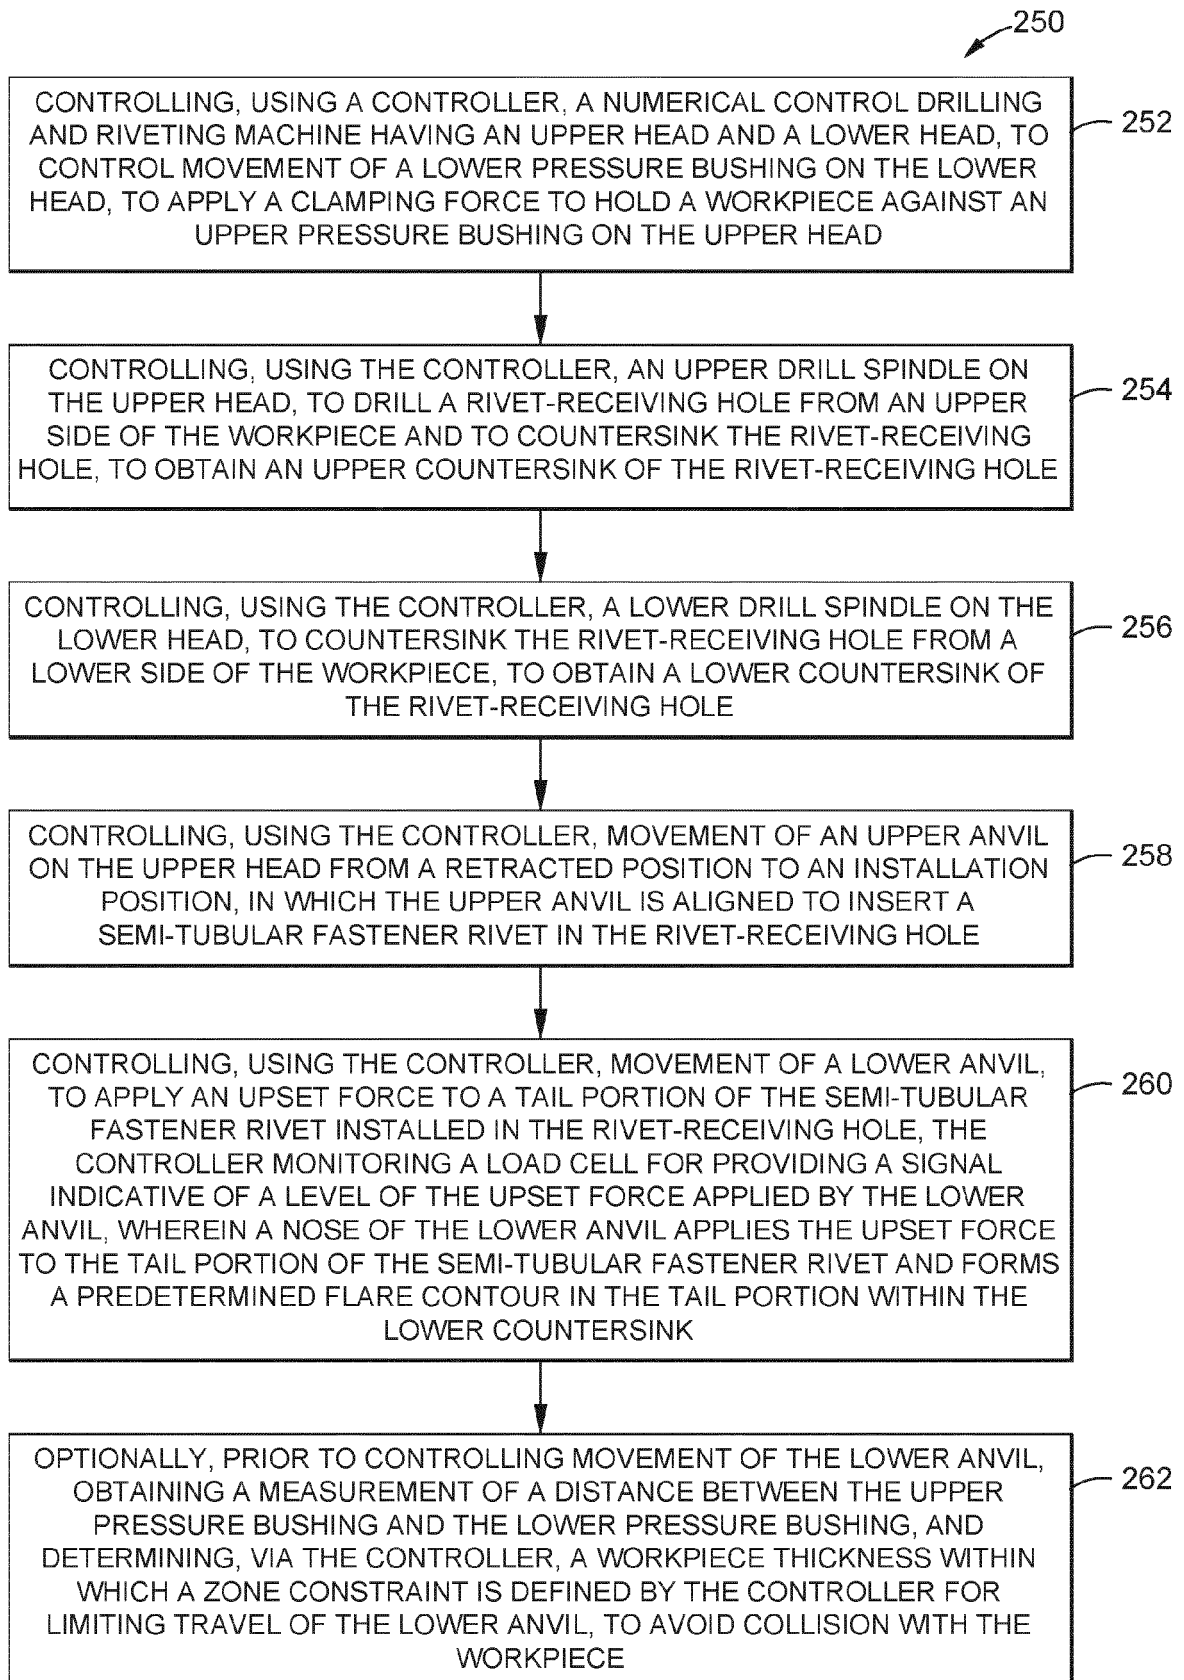 250
CONTROLLING, USING A CONTROLLER, A NUMERICAL CONTROL DRILLING
AND RIVETING MACHINE HAVING AN UPPER HEAD AND A LOWER HEAD, TO
CONTROL MOVEMENT OF A LOWER PRESSURE BUSHING ON THE LOWER
HEAD, TO APPLY A CLAMPING FORCE TO HOLD A WORKPIECE AGAINST AN
UPPER PRESSURE BUSHING ON THE UPPER HEAD
252
CONTROLLING, USING THE CONTROLLER, AN UPPER DRILL SPINDLE ON
THE UPPER HEAD, TO DRILL A RIVET-RECEIVING HOLE FROM AN UPPER
SIDE OF THE WORKPIECE AND TO COUNTERSINK THE RIVET-RECEIVING
HOLE, TO OBTAIN AN UPPER COUNTERSINK OF THE RIVET-RECEIVING HOLE
254
CONTROLLING, USING THE CONTROLLER, A LOWER DRILL SPINDLE ON THE
LOWER HEAD, TO COUNTERSINK THE RIVET-RECEIVING HOLE FROM A
LOWER SIDE OF THE WORKPIECE, TO OBTAIN A LOWER COUNTERSINK OF
THE RIVET-RECEIVING HOLE
256
CONTROLLING, USING THE CONTROLLER, MOVEMENT OF AN UPPER ANVIL
ON THE UPPER HEAD FROM A RETRACTED POSITION TO AN INSTALLATION
POSITION, IN WHICH THE UPPER ANVIL IS ALIGNED TO INSERT A
SEMI-TUBULAR FASTENER RIVET IN THE RIVET-RECEIVING HOLE
258
CONTROLLING, USING THE CONTROLLER, MOVEMENT OF A LOWER ANVIL,
TO APPLY AN UPSET FORCE TO A TAIL PORTION OF THE SEMI-TUBULAR
FASTENER RIVET INSTALLED IN THE RIVET-RECEIVING HOLE, THE
CONTROLLER MONITORING A LOAD CELL FOR PROVIDING A SIGNAL
INDICATIVE OF A LEVEL OF THE UPSET FORCE APPLIED BY THE LOWER
ANVIL, WHEREIN A NOSE OF THE LOWER ANVIL APPLIES THE UPSET FORCE
TO THE TAIL PORTION OF THE SEMI-TUBULAR FASTENER RIVET AND FORMS
A PREDETERMINED FLARE CONTOUR IN THE TAIL PORTION WITHIN THE
LOWER COUNTERSINK
260
OPTIONALLY, PRIOR TO CONTROLLING MOVEMENT OF THE LOWER ANVIL,
OBTAINING A MEASUREMENT OF A DISTANCE BETWEEN THE UPPER
PRESSURE BUSHING AND THE LOWER PRESSURE BUSHING, AND
DETERMINING, VIA THE CONTROLLER, A WORKPIECE THICKNESS WITHIN
WHICH A ZONE CONSTRAINT IS DEFINED BY THE CONTROLLER FOR
LIMITING TRAVEL OF THE LOWER ANVIL, TO AVOID COLLISION WITH THE
WORKPIECE
262